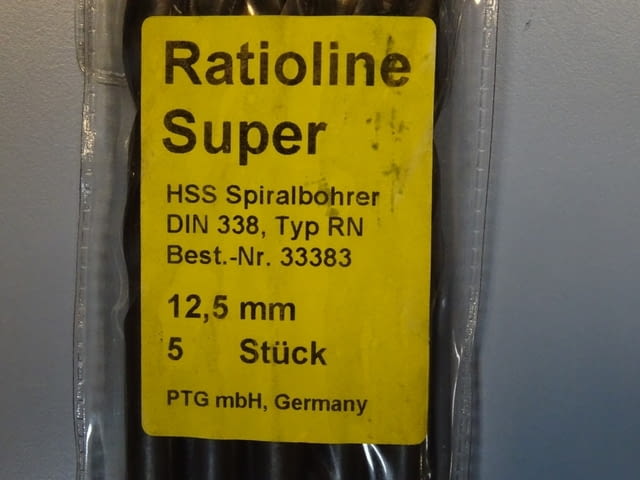 Ratioline
Super
HSS Spiralbohrer
DIN 338, Typ RN
Best.-Nr. 33383
12,5 mm
5 Stück
PTG mbH, Germany